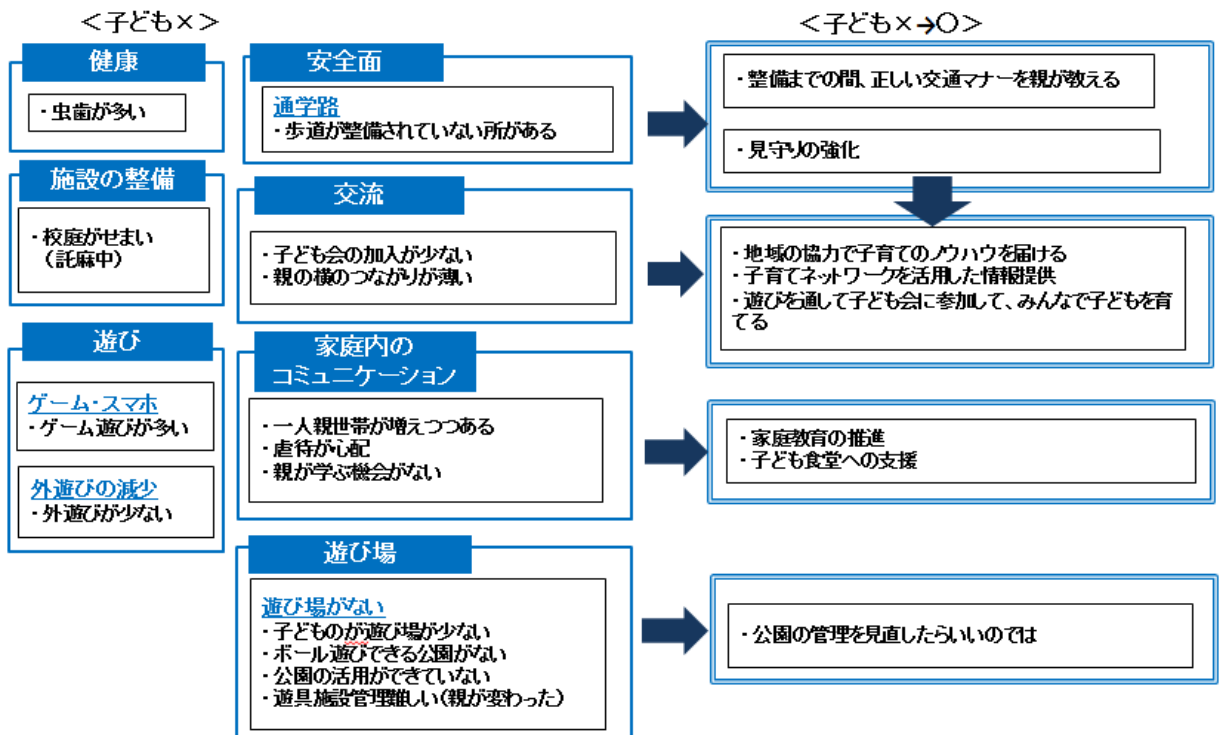 ＜子ども×＞
健康
・虫歯が多い
施設の整備
・校庭がせまい
（託麻中）
遊び
ゲーム・スマホ
・ゲーム遊びが多い
外遊びの減少
・外遊びが少ない
安全面
通学路
・歩道が整備されていない所がある
交流
・子ども会の加入が少ない
・親の横のつながりが薄い
家庭内の
コミュニケーション
・一人親世帯が増えつつある
・虐待が心配
・親が学ぶ機会がない
遊び場
遊び場がない
・子どものが遊び場が少ない
・ボール遊びできる公園がない
・公園の活用ができていない
・遊具施設管理難しい（親が変わった）
＜子ども×→〇＞
・整備までの間、正しい交通マナーを親が教える
・見守りの強化
・地域の協力で子育てのノウハウを届ける
・子育てネットワークを活用した情報提供
・遊びを通して子ども会に参加して、みんなで子どもを育
てる
・家庭教育の推進
・子ども食堂への支援
・公園の管理を見直したらいいのでは